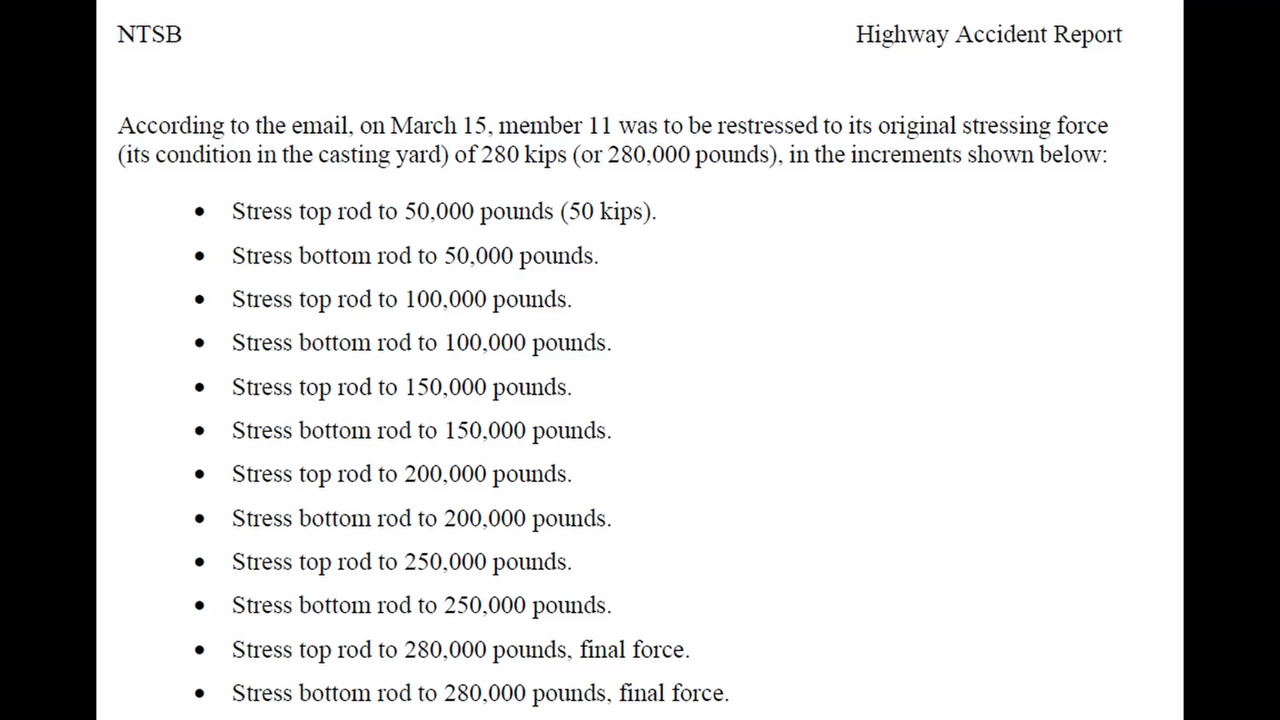 NTSB Highway Accident Report
According to the email, on March 15, member 11 was to be restressed to its original stressing force
(its condition in the casting yard) of 280 kips (or 280,000 pounds), in the increments shown below:
• Stress top rod to 50,000 pounds (50 kips).
• Stress bottom rod to 50,000 pounds.
• Stress top rod to 100,000 pounds.
• Stress bottom rod to 100,000 pounds.
• Stress top rod to 150,000 pounds.
• Stress bottom rod to 150,000 pounds.
• Stress top rod to 200,000 pounds.
• Stress bottom rod to 200,000 pounds.
• Stress top rod to 250,000 pounds.
• Stress bottom rod to 250,000 pounds.
• Stress top rod to 280,000 pounds, final force.
• Stress bottom rod to 280,000 pounds, final force.